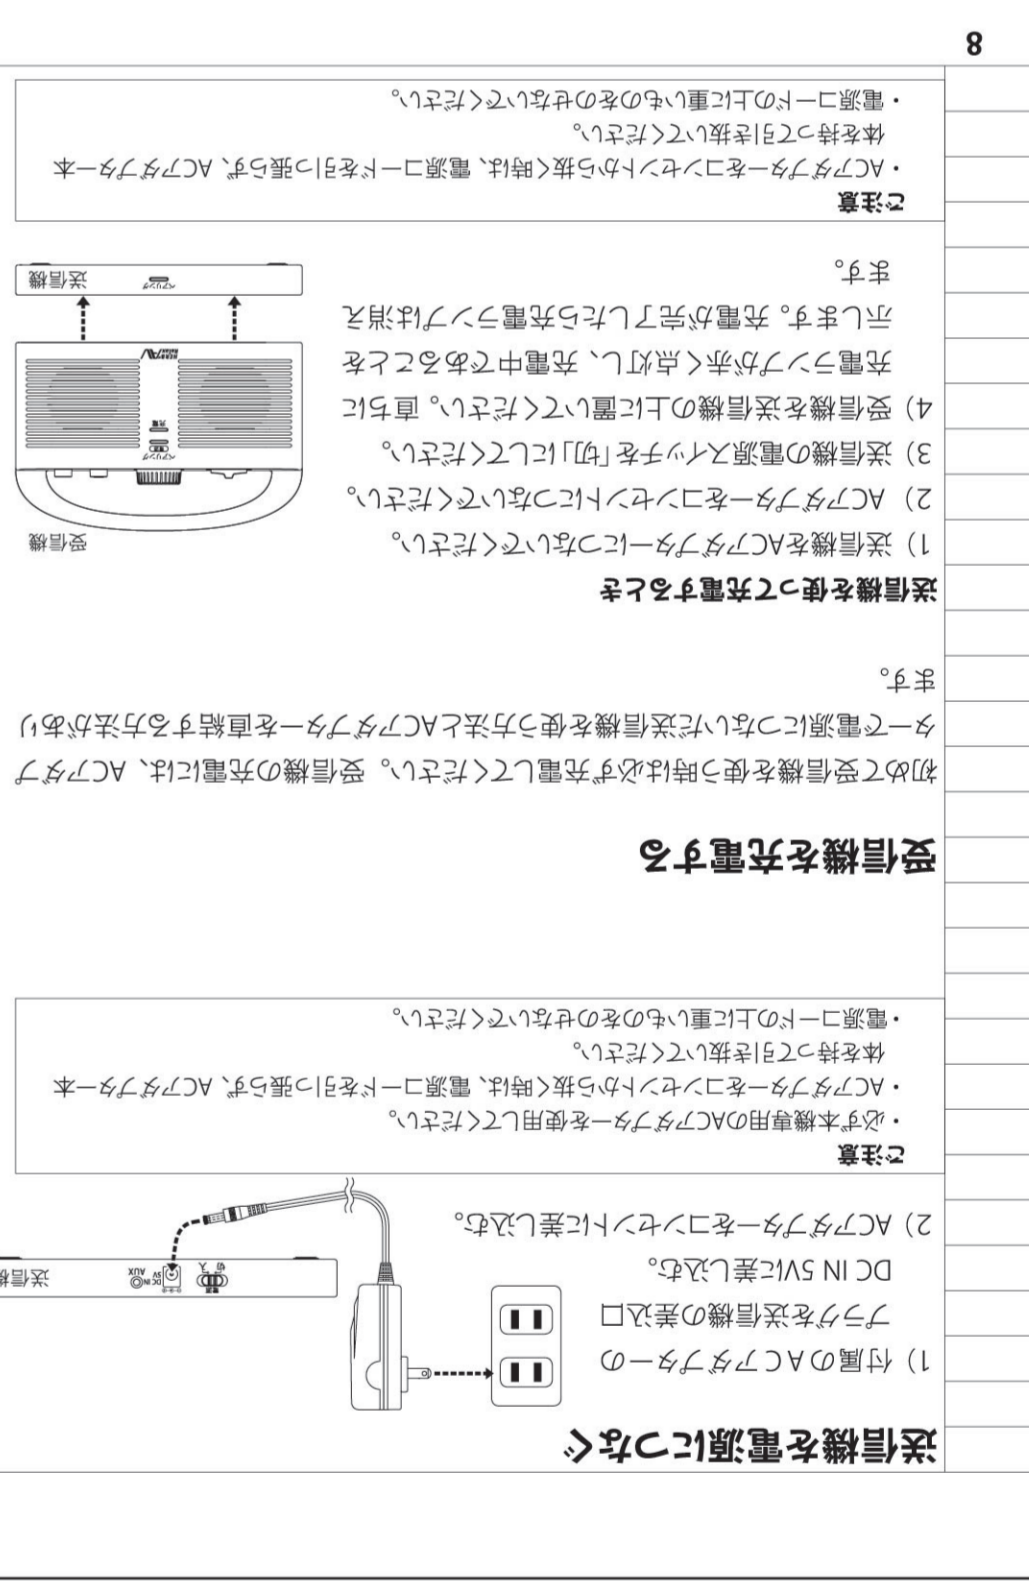 送信機を電源につなぐ
1）付属のACアダプターの
プラグを送信機の差込口
DC IN 5Vに差し込む。
2）ACアダプターをコンセントに差し込む。
電源
切 入
DC IN 5V
AUX
送信機
ご注意
・必ず本機専用のACアダプターを使用してください。
・ACアダプターをコンセントから抜く時は、電源コードを引っ張らず、ACアダプター本
体を持って引き抜いてください。
・電源コードの上に重いものをのせないでください。
受信機を充電する
初めて受信機を使う時は必ず充電してください。受信機の充電には、ACアダプ
ターで電源につないだ送信機を使う方法とACアダプターを直結する方法があり
ます。
送信機を使って充電するとき
1）送信機をACアダプターにつないでください。
2）ACアダプターをコンセントにつないでください。
3）送信機の電源スイッチを「切」にしてください。
4）受信機を送信機の上に置いてください。直ちに
充電ランプが赤く点灯し、充電中であることを
示します。充電が完了したら充電ランプは消え
ます。
受信機
ペアリング
充電
ペアリング
送信機
ご注意
・ACアダプターをコンセントから抜く時は、電源コードを引っ張らず、ACアダプター本
体を持って引き抜いてください。
・電源コードの上に重いものをのせないでください。
8